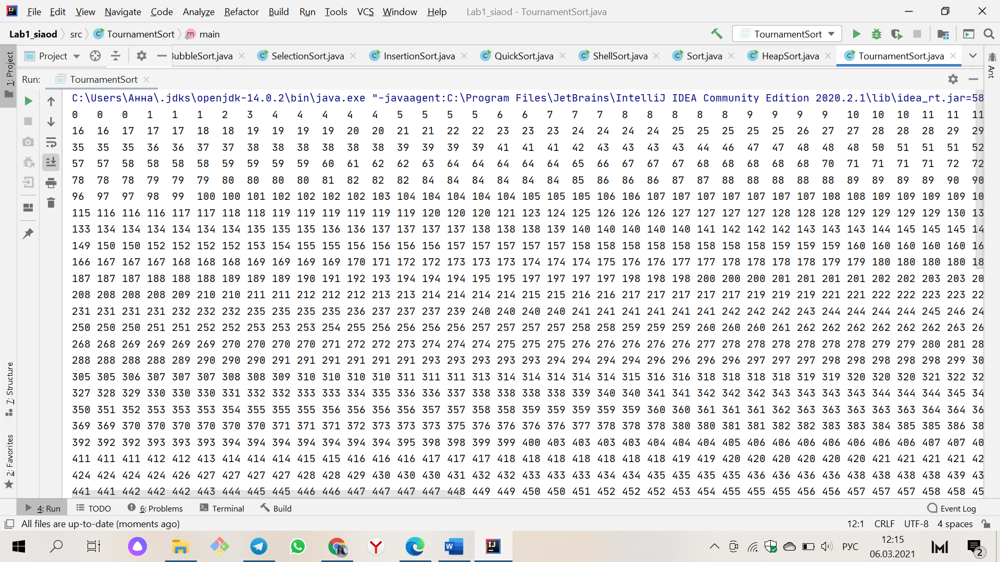 File Edit View Navigate Code Analyze Refactor Build Run Tools VCS Window Help Lab1_siaod - TournamentSort.java
Lab1_siaod src TournamentSort main TournamentSort
Project BubbleSort.java SelectionSort.java InsertionSort.java QuickSort.java ShellSort.java Sort.java HeapSort.java TournamentSort.java
1: Project
Ant
Run: TournamentSort
C:\Users\Анна\.jdks\openjdk-14.0.2\bin\java.exe "-javaagent:C:\Program Files\JetBrains\IntelliJ IDEA Community Edition 2020.2.1\lib\idea_rt.jar=58
0 0 0 1 1 1 2 3 4 4 4 4 4 5 5 5 5 6 6 7 7 7 8 8 8 8 8 9 9 9 9 10 10 10 11 11 11
16 16 17 17 17 18 18 19 19 19 19 20 20 21 21 22 22 23 23 23 24 24 24 24 25 25 25 25 25 26 27 27 28 28 28 29 29
35 35 35 36 36 37 37 38 38 38 38 38 38 39 39 39 39 41 41 41 42 43 43 43 43 44 46 47 47 48 48 48 50 51 51 51 52
57 57 58 58 58 58 59 59 59 59 60 61 62 62 63 64 64 64 64 64 65 66 67 67 67 68 68 68 68 68 70 71 71 71 71 72 72
78 78 78 79 79 79 80 80 80 80 81 82 82 82 84 84 84 84 84 84 85 86 86 86 87 87 88 88 88 88 88 89 89 89 89 90 90
96 97 97 98 99 100 100 101 102 102 102 102 103 104 104 104 104 104 105 105 105 106 106 107 107 107 107 107 107 107 108 108 109 109 109 109 10
115 116 116 116 117 117 118 118 119 119 119 119 119 119 120 120 120 121 123 124 125 126 126 126 127 127 127 127 128 128 128 129 129 129 129 130 13
133 134 134 134 134 134 134 135 135 135 136 136 137 137 137 137 138 138 138 139 140 140 140 140 140 141 142 142 142 143 143 143 144 145 145 145 14
149 150 150 152 152 152 152 153 154 155 155 156 156 156 156 157 157 157 157 157 158 158 158 158 158 158 158 158 159 159 159 160 160 160 160 160 16
166 167 167 167 168 168 168 169 169 169 169 170 171 172 172 173 173 173 174 174 174 175 176 176 177 177 178 178 178 178 179 179 180 180 180 180 18
187 187 187 188 188 188 189 189 189 190 191 192 193 194 194 194 195 195 197 197 197 197 198 198 198 200 200 200 201 201 201 201 202 202 203 203 20
208 208 208 208 209 210 210 211 211 212 212 212 213 213 214 214 214 214 215 215 216 216 217 217 217 217 217 219 219 219 221 221 222 222 223 223 22
231 231 231 231 232 232 232 235 235 235 235 236 237 237 237 239 240 240 240 240 241 241 241 241 241 241 242 242 242 243 244 244 244 244 245 246 24
250 250 250 251 251 252 252 253 253 253 254 255 256 256 256 256 257 257 257 257 258 258 259 259 259 260 260 260 261 262 262 262 262 262 262 263 26
268 268 269 269 269 269 270 270 270 270 271 272 272 273 274 274 274 275 275 275 276 276 276 276 276 277 278 278 278 278 278 278 279 279 280 281 28
288 288 288 288 289 290 290 290 291 291 291 291 291 291 293 293 293 293 293 294 294 294 294 296 296 296 296 297 297 297 298 298 298 298 298 299 30
305 305 306 307 307 307 308 308 309 310 310 310 310 311 311 311 313 314 314 314 314 314 315 316 316 318 318 318 318 319 319 320 320 320 321 322 32
327 328 329 330 330 330 331 332 332 333 333 334 335 336 336 337 338 338 338 338 339 340 340 341 341 342 342 342 343 343 343 343 344 344 344 345 34
350 351 352 353 353 353 354 355 355 355 356 356 356 356 357 357 358 358 359 359 359 359 359 360 360 361 361 361 362 363 363 363 363 363 364 364 36
369 369 370 370 370 370 370 370 371 371 371 372 373 373 373 375 376 376 376 376 377 378 378 378 380 380 381 381 382 382 383 383 384 385 385 386 38
392 392 392 393 393 393 394 394 394 394 394 394 394 395 398 398 399 399 400 403 403 403 403 404 404 404 405 406 406 406 406 406 406 406 407 407 40
411 411 411 412 412 413 414 414 414 415 415 416 416 416 417 417 417 418 418 418 418 418 418 418 419 419 420 420 420 420 420 420 421 421 421 421 42
424 424 424 424 426 427 427 427 427 428 428 429 430 430 430 431 432 432 433 433 433 434 434 435 435 435 435 436 436 436 436 438 438 438 438 439 43
441 441 442 442 442 443 444 445 445 446 446 447 447 447 447 448 449 449 450 450 451 452 452 452 453 454 455 455 455 456 456 457 457 457 458 458 45
7: Structure
2: Favorites
4: Run TODO 6: Problems Terminal Build Event Log
All files are up-to-date (moments ago) 12:1 CRLF UTF-8 4 spaces
РУС 12:15
06.03.2021 2